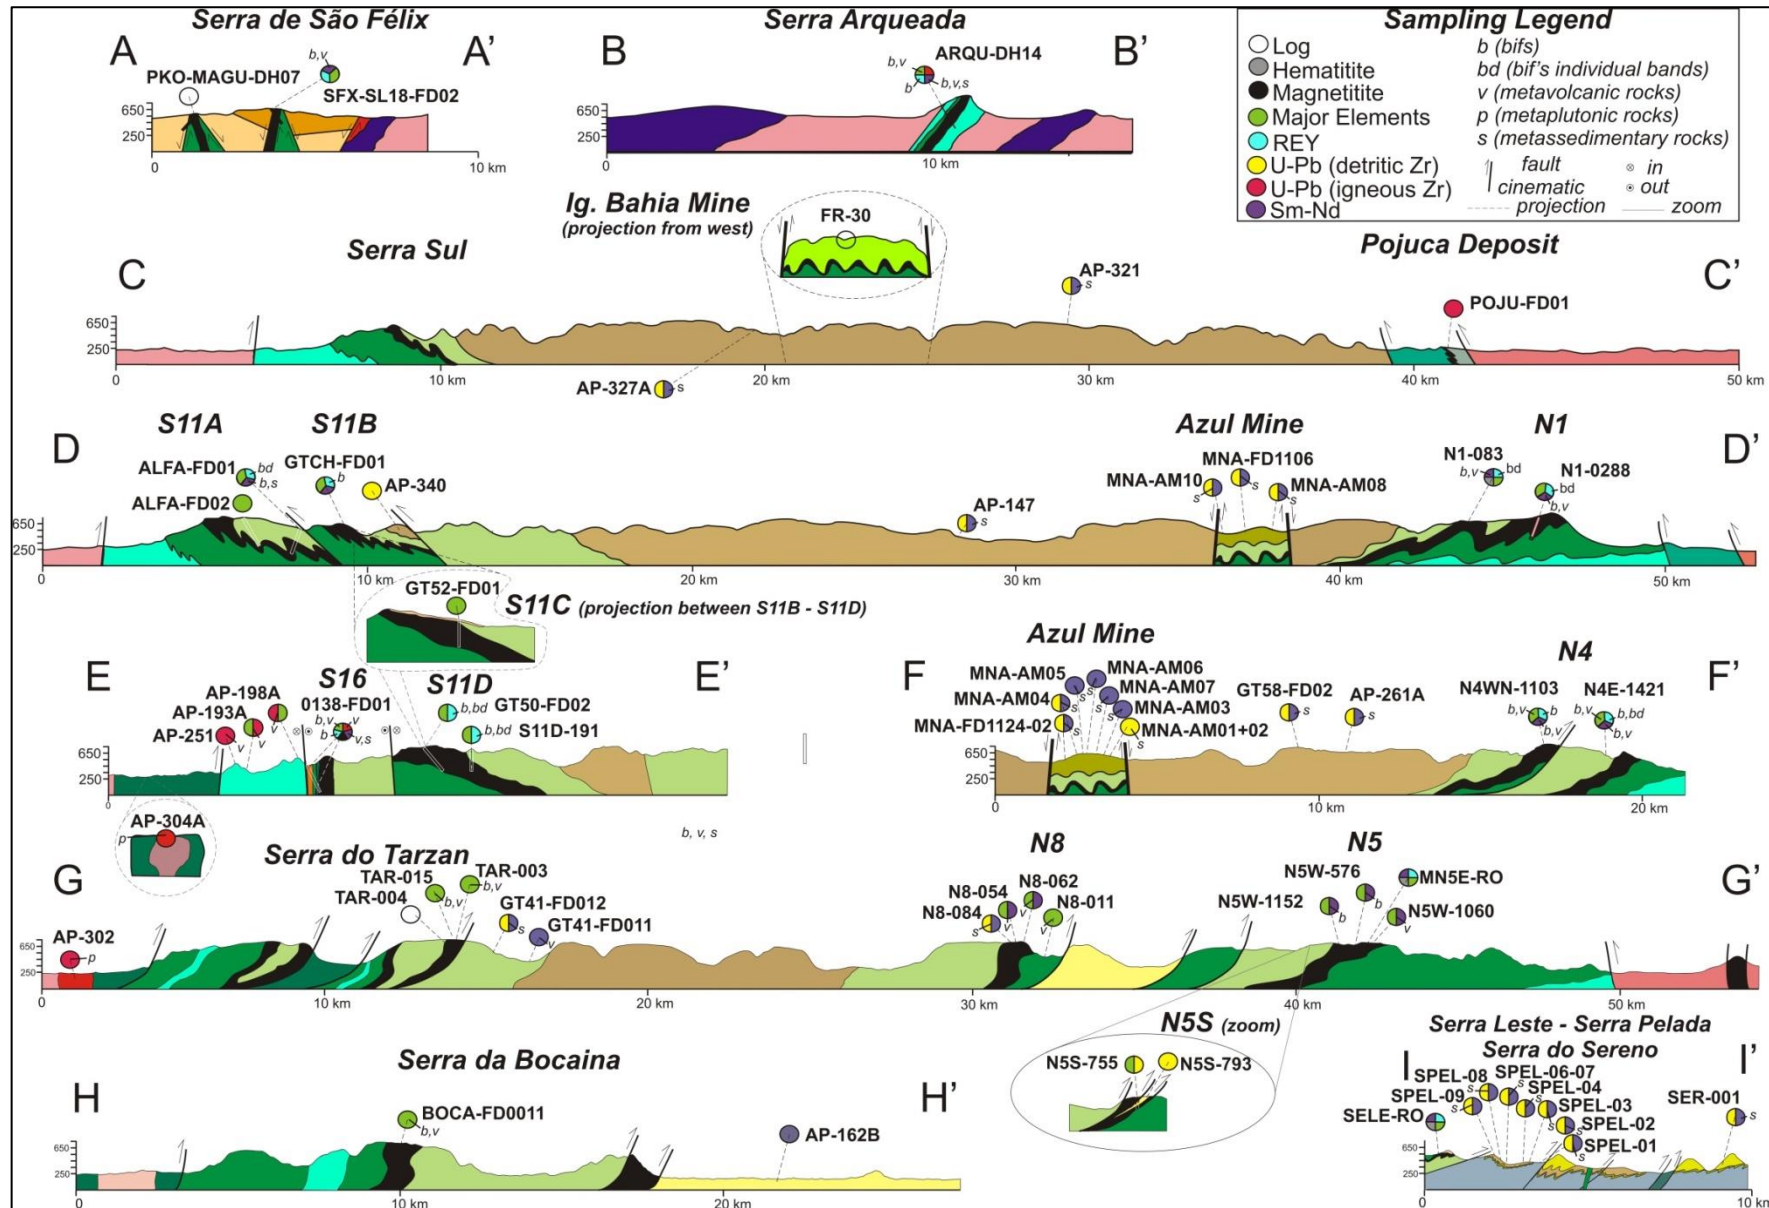 Serra de São Félix
A
A’
b,v
PKO-MAGU-DH07
SFX-SL18-FD02
650
250
0
10 km
Serra Arqueada
B
B’
ARQU-DH14
b,v
b
b,v,s
650
250
0
10 km
Sampling Legend
Log
Hematitite
Magnetitite
Major Elements
REY
U-Pb (detritic Zr)
U-Pb (igneous Zr)
Sm-Nd
b (bifs)
bd (bif's individual bands)
v (metavolcanic rocks)
p (metaplutonic rocks)
s (metassedimentary rocks)
fault
cinematic
in
out
projection
zoom
Ig. Bahia Mine
(projection from west)
FR-30
Serra Sul
Pojuca Deposit
C
C’
AP-321
s
POJU-FD01
AP-327A
s
650
250
0
10 km
20 km
30 km
40 km
50 km
S11A
S11B
Azul Mine
N1
D
D’
ALFA-FD01
bd
b,s
GTCH-FD01
b
ALFA-FD02
AP-340
AP-147
s
MNA-AM10
s
MNA-FD1106
s
MNA-AM08
s
N1-083
b,v
bd
N1-0288
bd
b,v
650
250
0
10 km
20 km
30 km
40 km
50 km
GT52-FD01
S11C (projection between S11B - S11D)
E
E’
S16
S11D
AP-198A
v
AP-193A
v
AP-251
v
0138-FD01
b,v
v
b
v,s
GT50-FD02
b,bd
S11D-191
b,bd
650
250
0
10 km
AP-304A
p
b, v, s
Azul Mine
N4
F
F’
MNA-AM05
s
MNA-AM06
s
MNA-AM07
s
MNA-AM04
s
MNA-AM03
s
MNA-FD1124-02
s
MNA-AM01+02
s
GT58-FD02
s
AP-261A
s
N4WN-1103
b,v
b
b,v
N4E-1421
b,v
b,bd
b,v
650
250
0
10 km
20 km
Serra do Tarzan
N8
N5
G
G’
AP-302
p
TAR-015
b,v
TAR-003
b,v
TAR-004
GT41-FD012
s
GT41-FD011
v
N8-054
v
N8-062
v
N8-084
s
N8-011
v
N5W-576
b
MN5E-RO
N5W-1152
b
N5W-1060
v
650
250
0
10 km
20 km
30 km
40 km
50 km
N5S (zoom)
N5S-755
N5S-793
Serra da Bocaina
H
H’
BOCA-FD0011
b,v
AP-162B
650
250
0
10 km
20 km
Serra Leste - Serra Pelada
Serra do Sereno
I
I’
SPEL-08
s
SPEL-06-07
s
SPEL-09
s
SPEL-04
s
SPEL-03
s
SPEL-02
s
SPEL-01
s
SELE-RO
SER-001
s
650
250
0
10 km